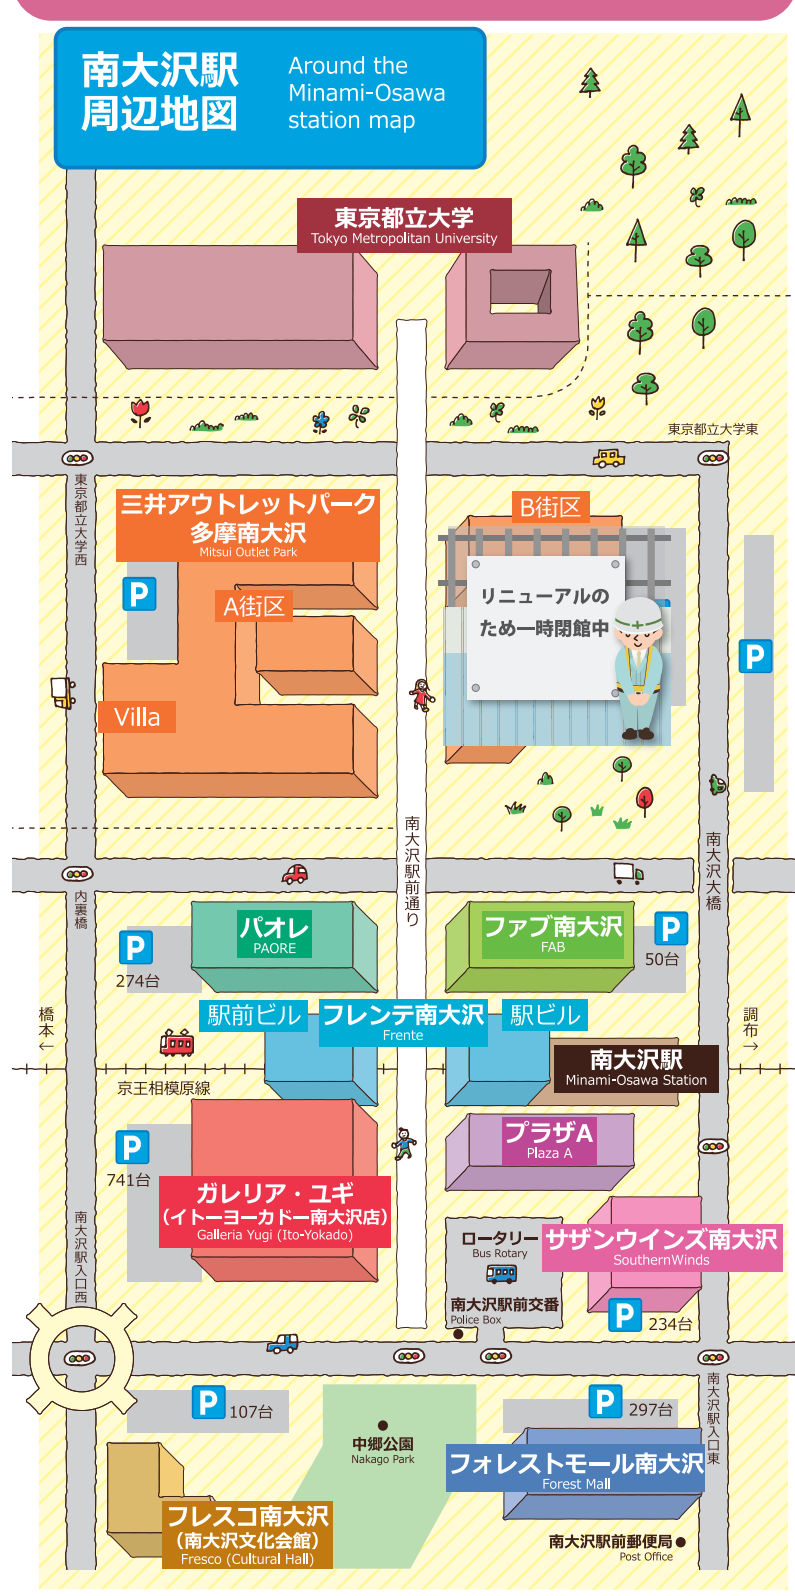 南大沢駅
周辺地図
Around the
Minami-Osawa
station map
東京都立大学
Tokyo Metropolitan University
東京都立大学東
東京都立大学西
三井アウトレットパーク
多摩南大沢
Mitsui Outlet Park
B街区
P
A街区
リニューアルの
ため一時閉館中
P
Villa
南大沢駅前通り
南大沢大橋
内裏橋
パオレ
PAORE
ファブ南大沢
FAB
P
274台
P
50台
橋本←
調布→
駅前ビル
フレンテ南大沢
Frente
駅ビル
南大沢駅
Minami-Osawa Station
京王相模原線
P
741台
プラザA
Plaza A
ガレリア・ユギ
(イトーヨーカドー南大沢店)
Galleria Yugi (Ito-Yokado)
南大沢駅入口西
ロータリー
Bus Rotary
サザンウインズ南大沢
SouthernWinds
南大沢駅前交番
Police Box
P
234台
P
107台
P
297台
南大沢駅入口東
中郷公園
Nakago Park
フォレストモール南大沢
Forest Mall
フレスコ南大沢
(南大沢文化会館)
Fresco (Cultural Hall)
南大沢駅前郵便局
Post Office